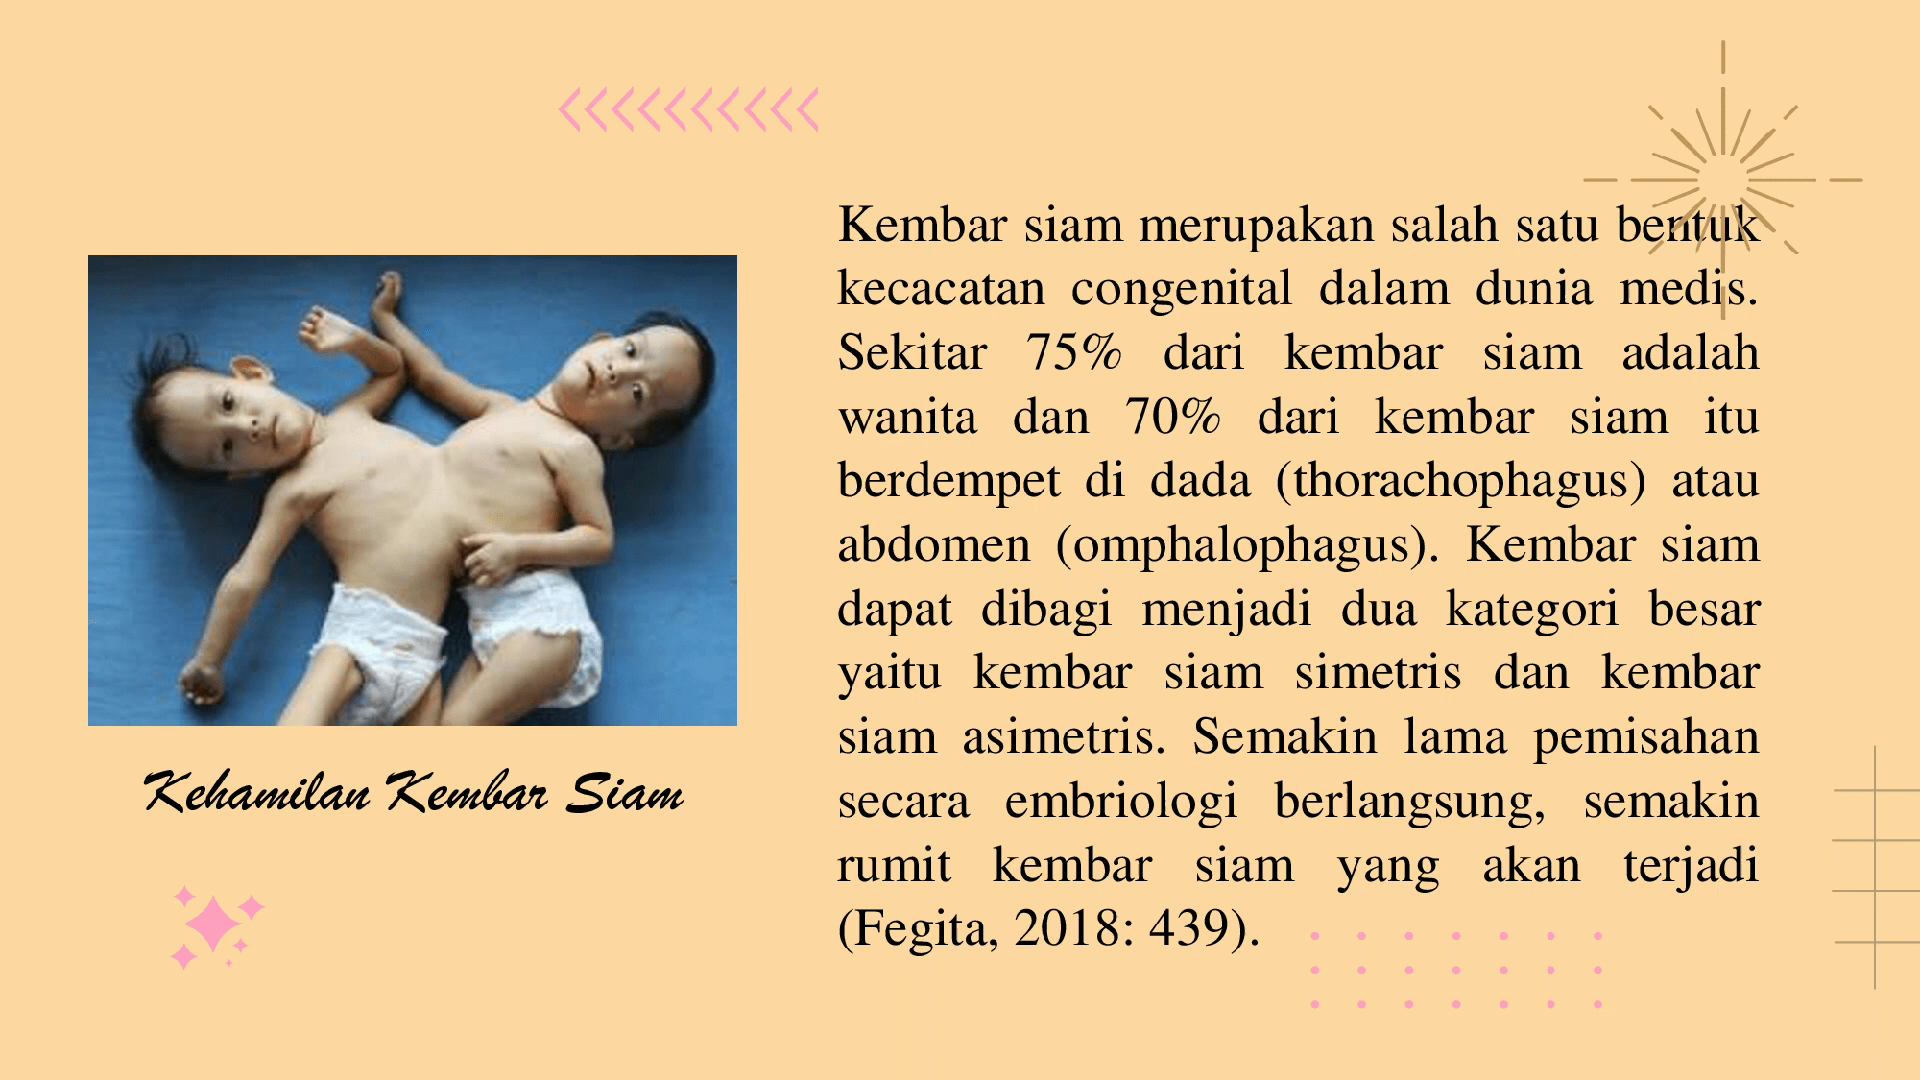 Kembar siam merupakan salah satu bentuk
kecacatan congenital dalam dunia medis.
Sekitar 75% dari kembar siam adalah
wanita dan 70% dari kembar siam itu
berdempet di dada (thorachophagus) atau
abdomen (omphalophagus). Kembar siam
dapat dibagi menjadi dua kategori besar
yaitu kembar siam simetris dan kembar
siam asimetris. Semakin lama pemisahan
secara embriologi berlangsung, semakin
rumit kembar siam yang akan terjadi
(Fegita, 2018: 439).
Kehamilan Kembar Siam